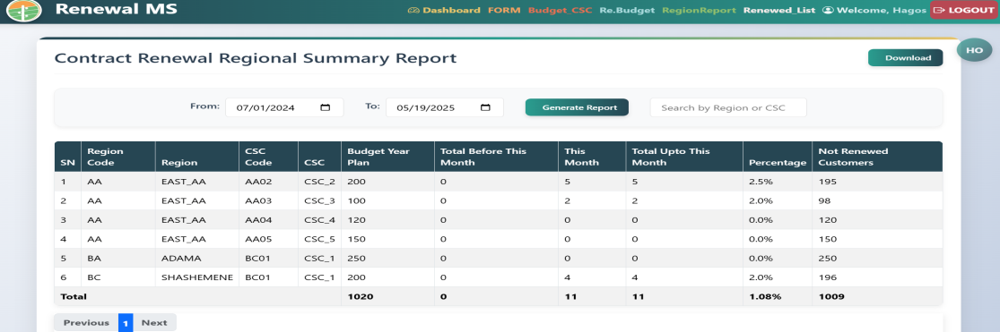 Renewal MS Dashboard FORM Budget_CSC Re.Budget RegionReport Renewed_List Welcome, Hagos LOGOUT
HO
Contract Renewal Regional Summary Report Download
From: 07/01/2024 To: 05/19/2025 Generate Report Search by Region or CSC
SN Region Code Region CSC Code CSC Budget Year Plan Total Before This Month This Month Total Upto This Month Percentage Not Renewed Customers
1 AA EAST_AA AA02 CSC_2 200 0 5 5 2.5% 195
2 AA EAST_AA AA03 CSC_3 100 0 2 2 2.0% 98
3 AA EAST_AA AA04 CSC_4 120 0 0 0 0.0% 120
4 AA EAST_AA AA05 CSC_5 150 0 0 0 0.0% 150
5 BA ADAMA BC01 CSC_1 250 0 0 0 0.0% 250
6 BC SHASHEMENE BC01 CSC_1 200 0 4 4 2.0% 196
Total 1020 0 11 11 1.08% 1009
Previous 1 Next